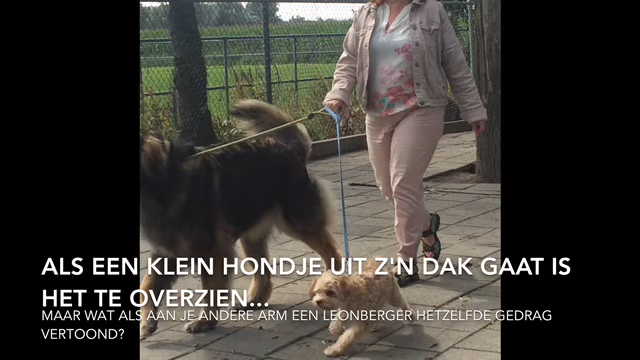 ALS EEN KLEIN HONDJE UIT Z'N DAK GAAT IS
HET TE OVERZIEN...
MAAR WAT ALS AAN JE ANDERE ARM EEN LEONBERGER HETZELFDE GEDRAG
VERTOOND?